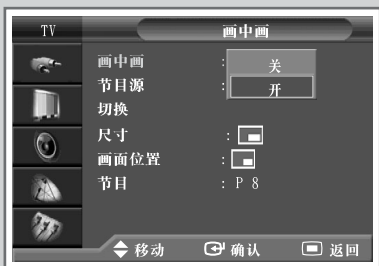 TV 画中画
画中画 : 关
节目源 : 开
切换
尺寸 :
画面位置 :
节目 : P 8
移动 确认 返回